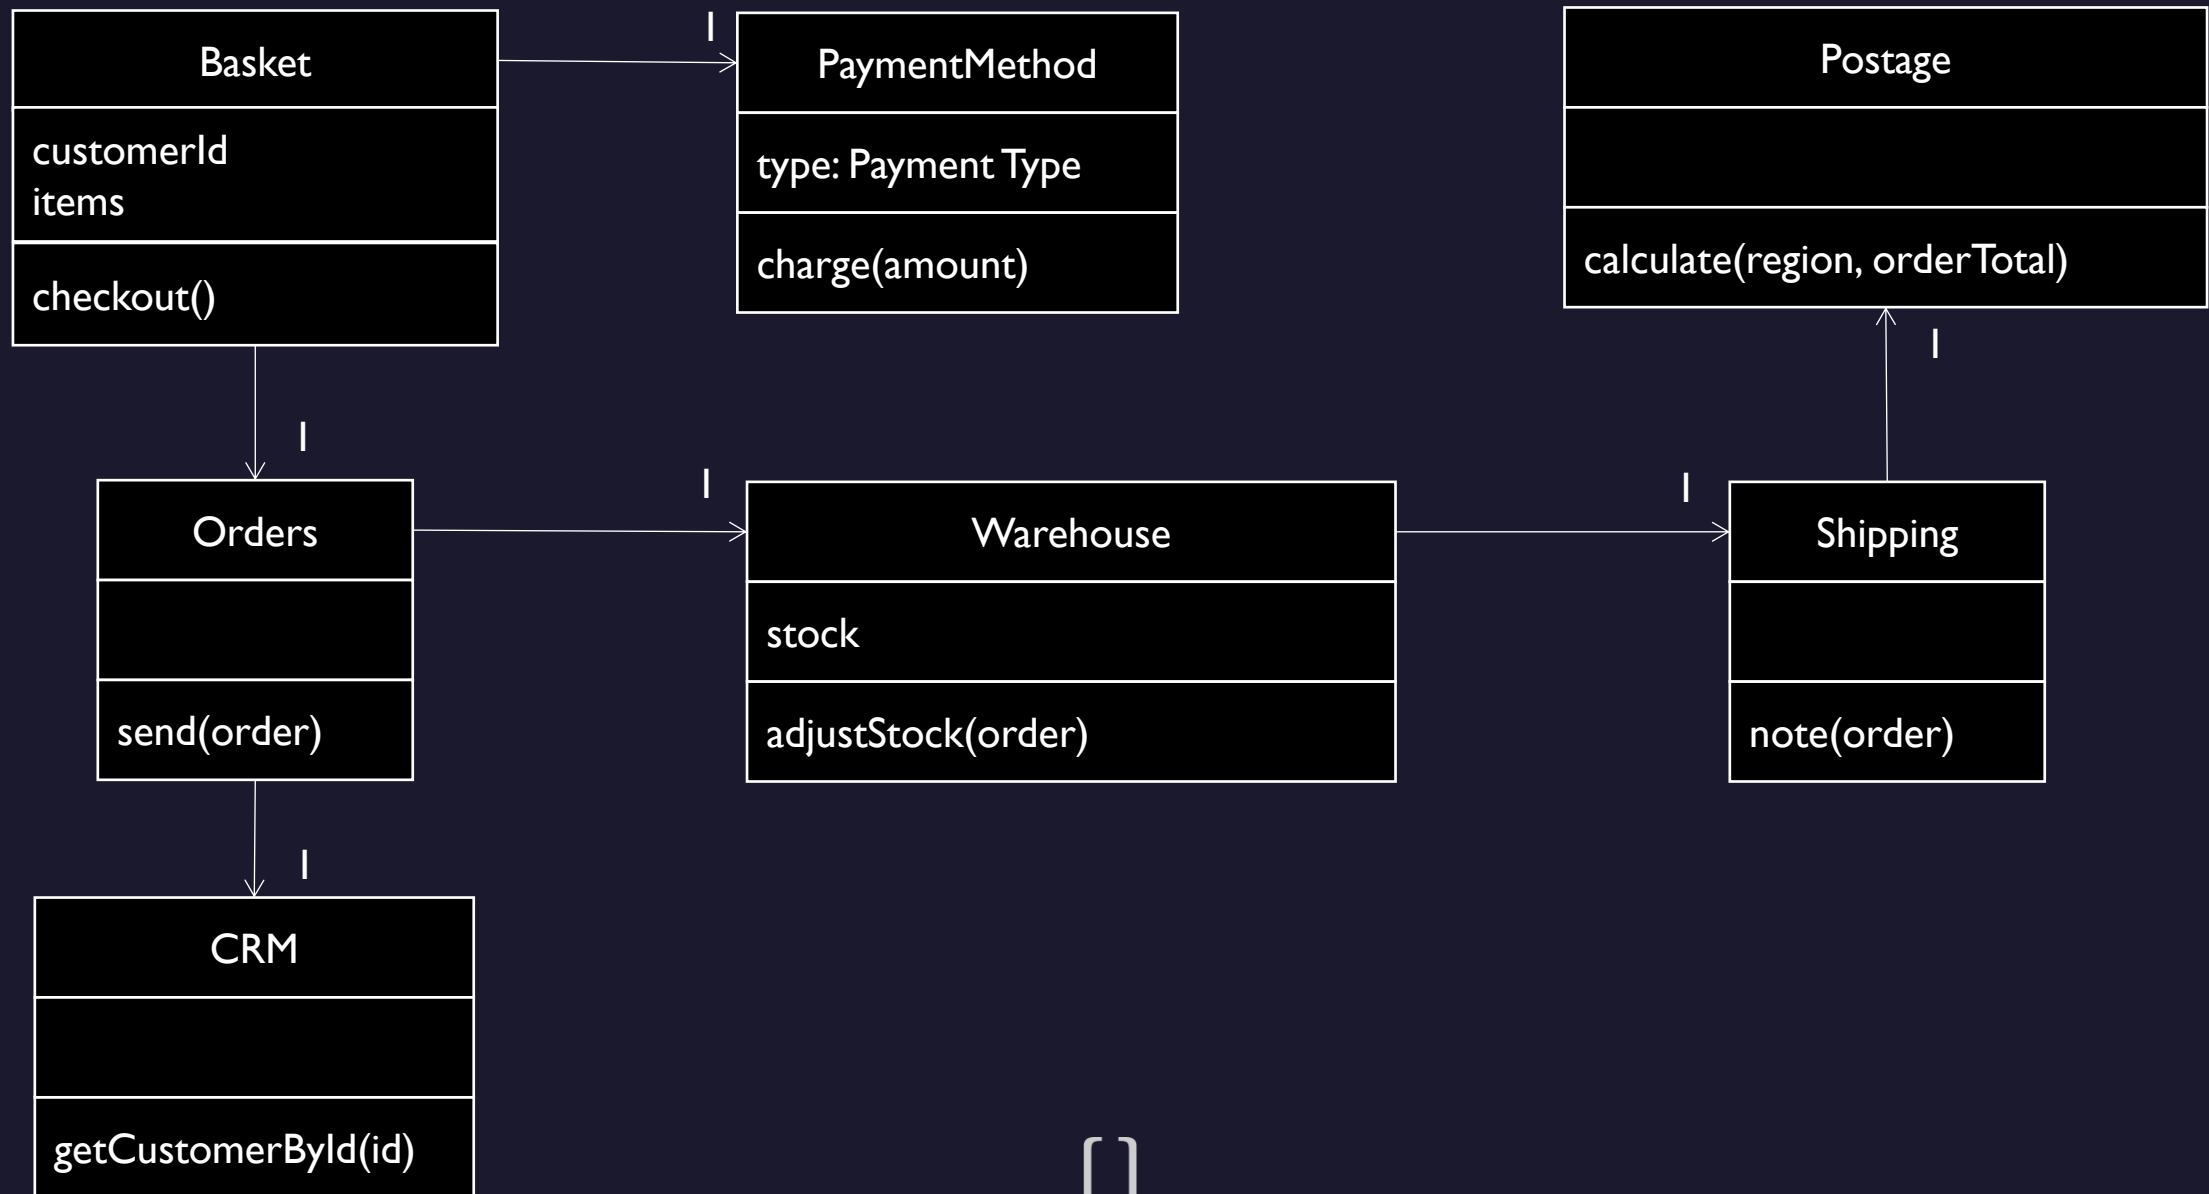 Basket
customerId
items
checkout()
1
PaymentMethod
type: Payment Type
charge(amount)
Postage
calculate(region, orderTotal)
1
1
Orders
send(order)
1
Warehouse
stock
adjustStock(order)
1
Shipping
note(order)
1
CRM
getCustomerById(id)
[ ]